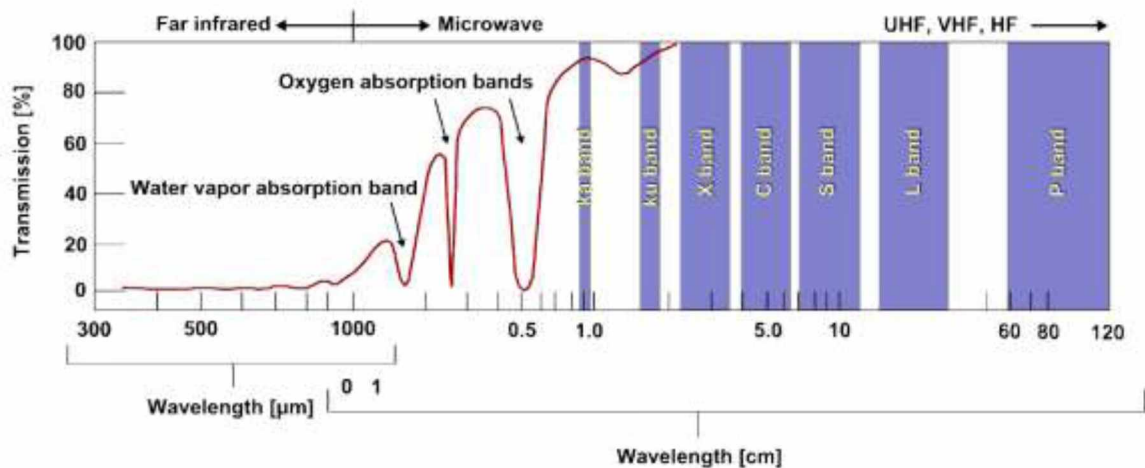 Far infrared
Microwave
UHF, VHF, HF
Transmission [%]
100
80
60
40
20
0
Oxygen absorption bands
Water vapor absorption band
ka band
ku band
X band
C band
S band
L band
P band
300 500 1000 0.5 1.0 5.0 10 60 80 120
0 1
Wavelength [µm]
Wavelength [cm]